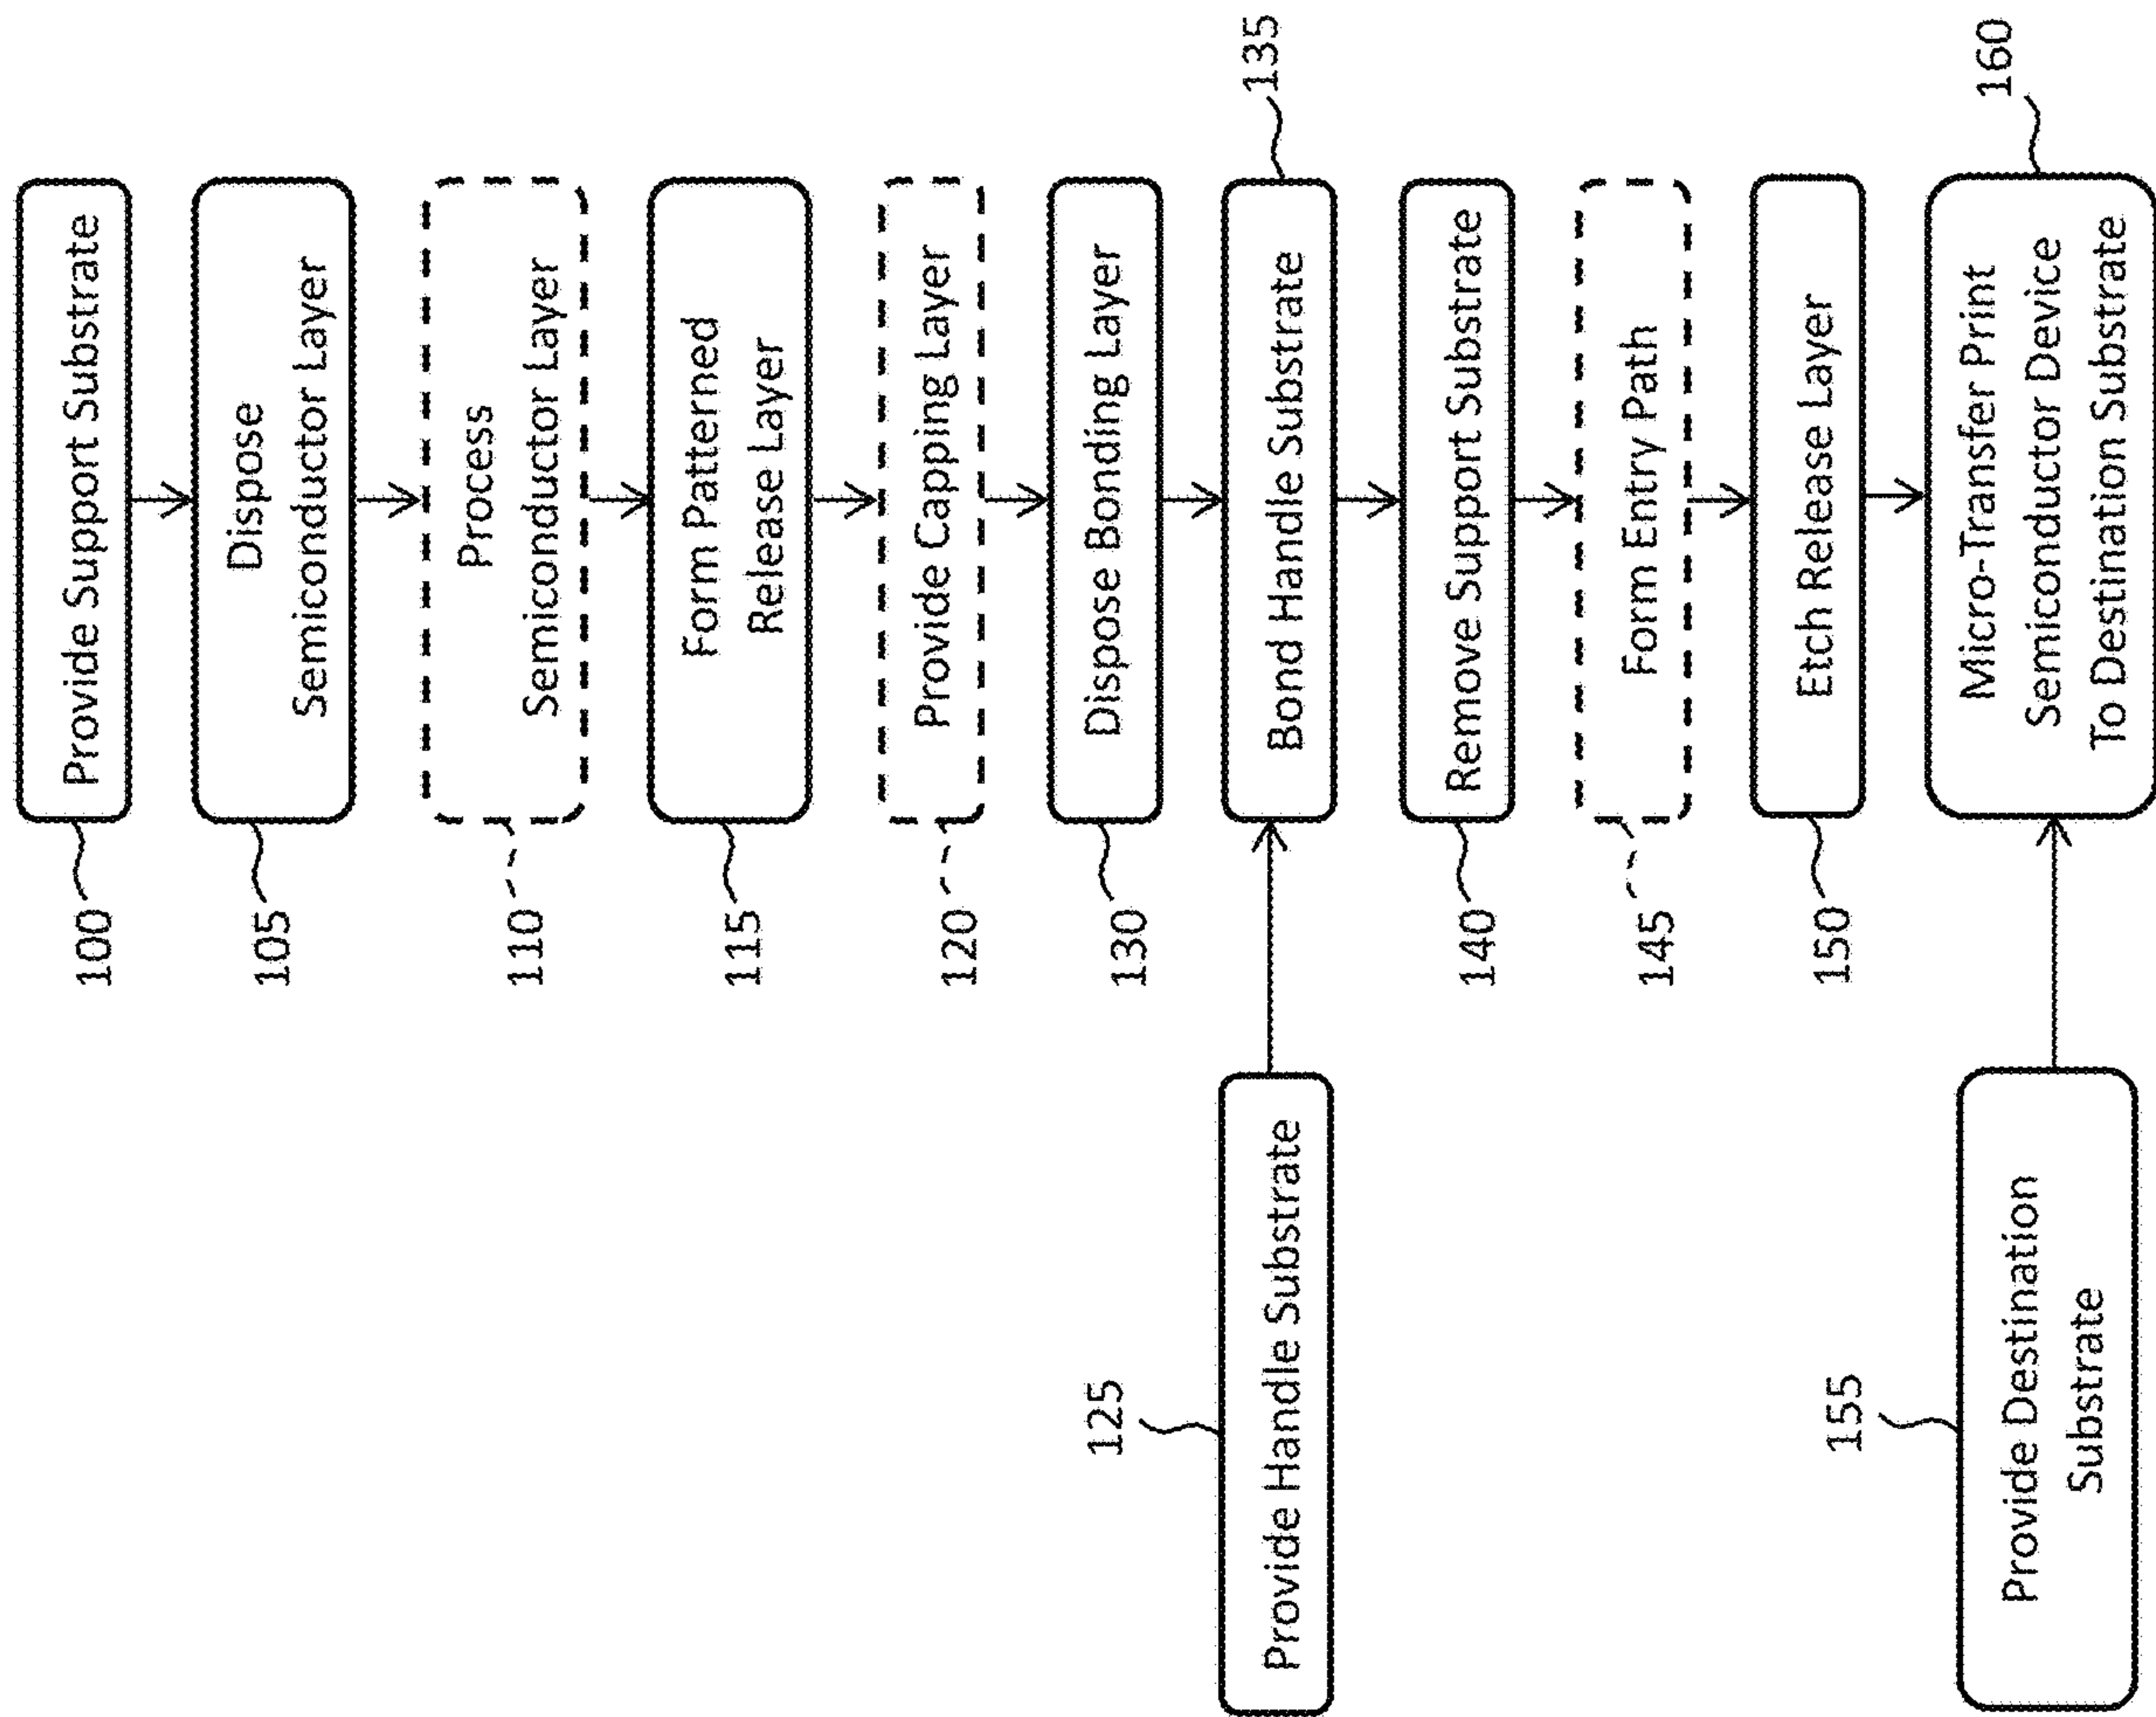 100
Provide Support Substrate
105
Dispose
Semiconductor Layer
110
Process
Semiconductor Layer
115
Form Patterned
Release Layer
120
Provide Capping Layer
130
Dispose Bonding Layer
125
Provide Handle Substrate
135
Bond Handle Substrate
140
Remove Support Substrate
145
Form Entry Path
150
Etch Release Layer
155
Provide Destination
Substrate
160
Micro-Transfer Print
Semiconductor Device
To Destination Substrate